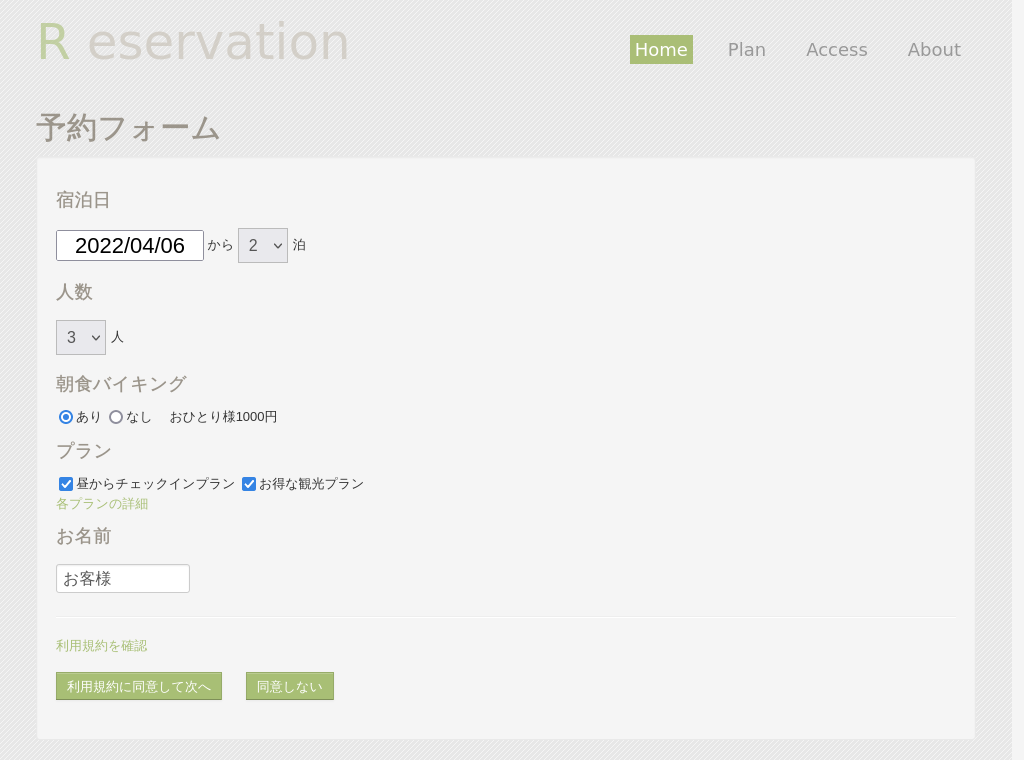 R eservation
Home Plan Access About
予約フォーム
宿泊日
2022/04/06 から 2 泊
人数
3 人
朝食バイキング
あり なし おひとり様1000円
プラン
昼からチェックインプラン お得な観光プラン
各プランの詳細
お名前
お客様
利用規約を確認
利用規約に同意して次へ 同意しない